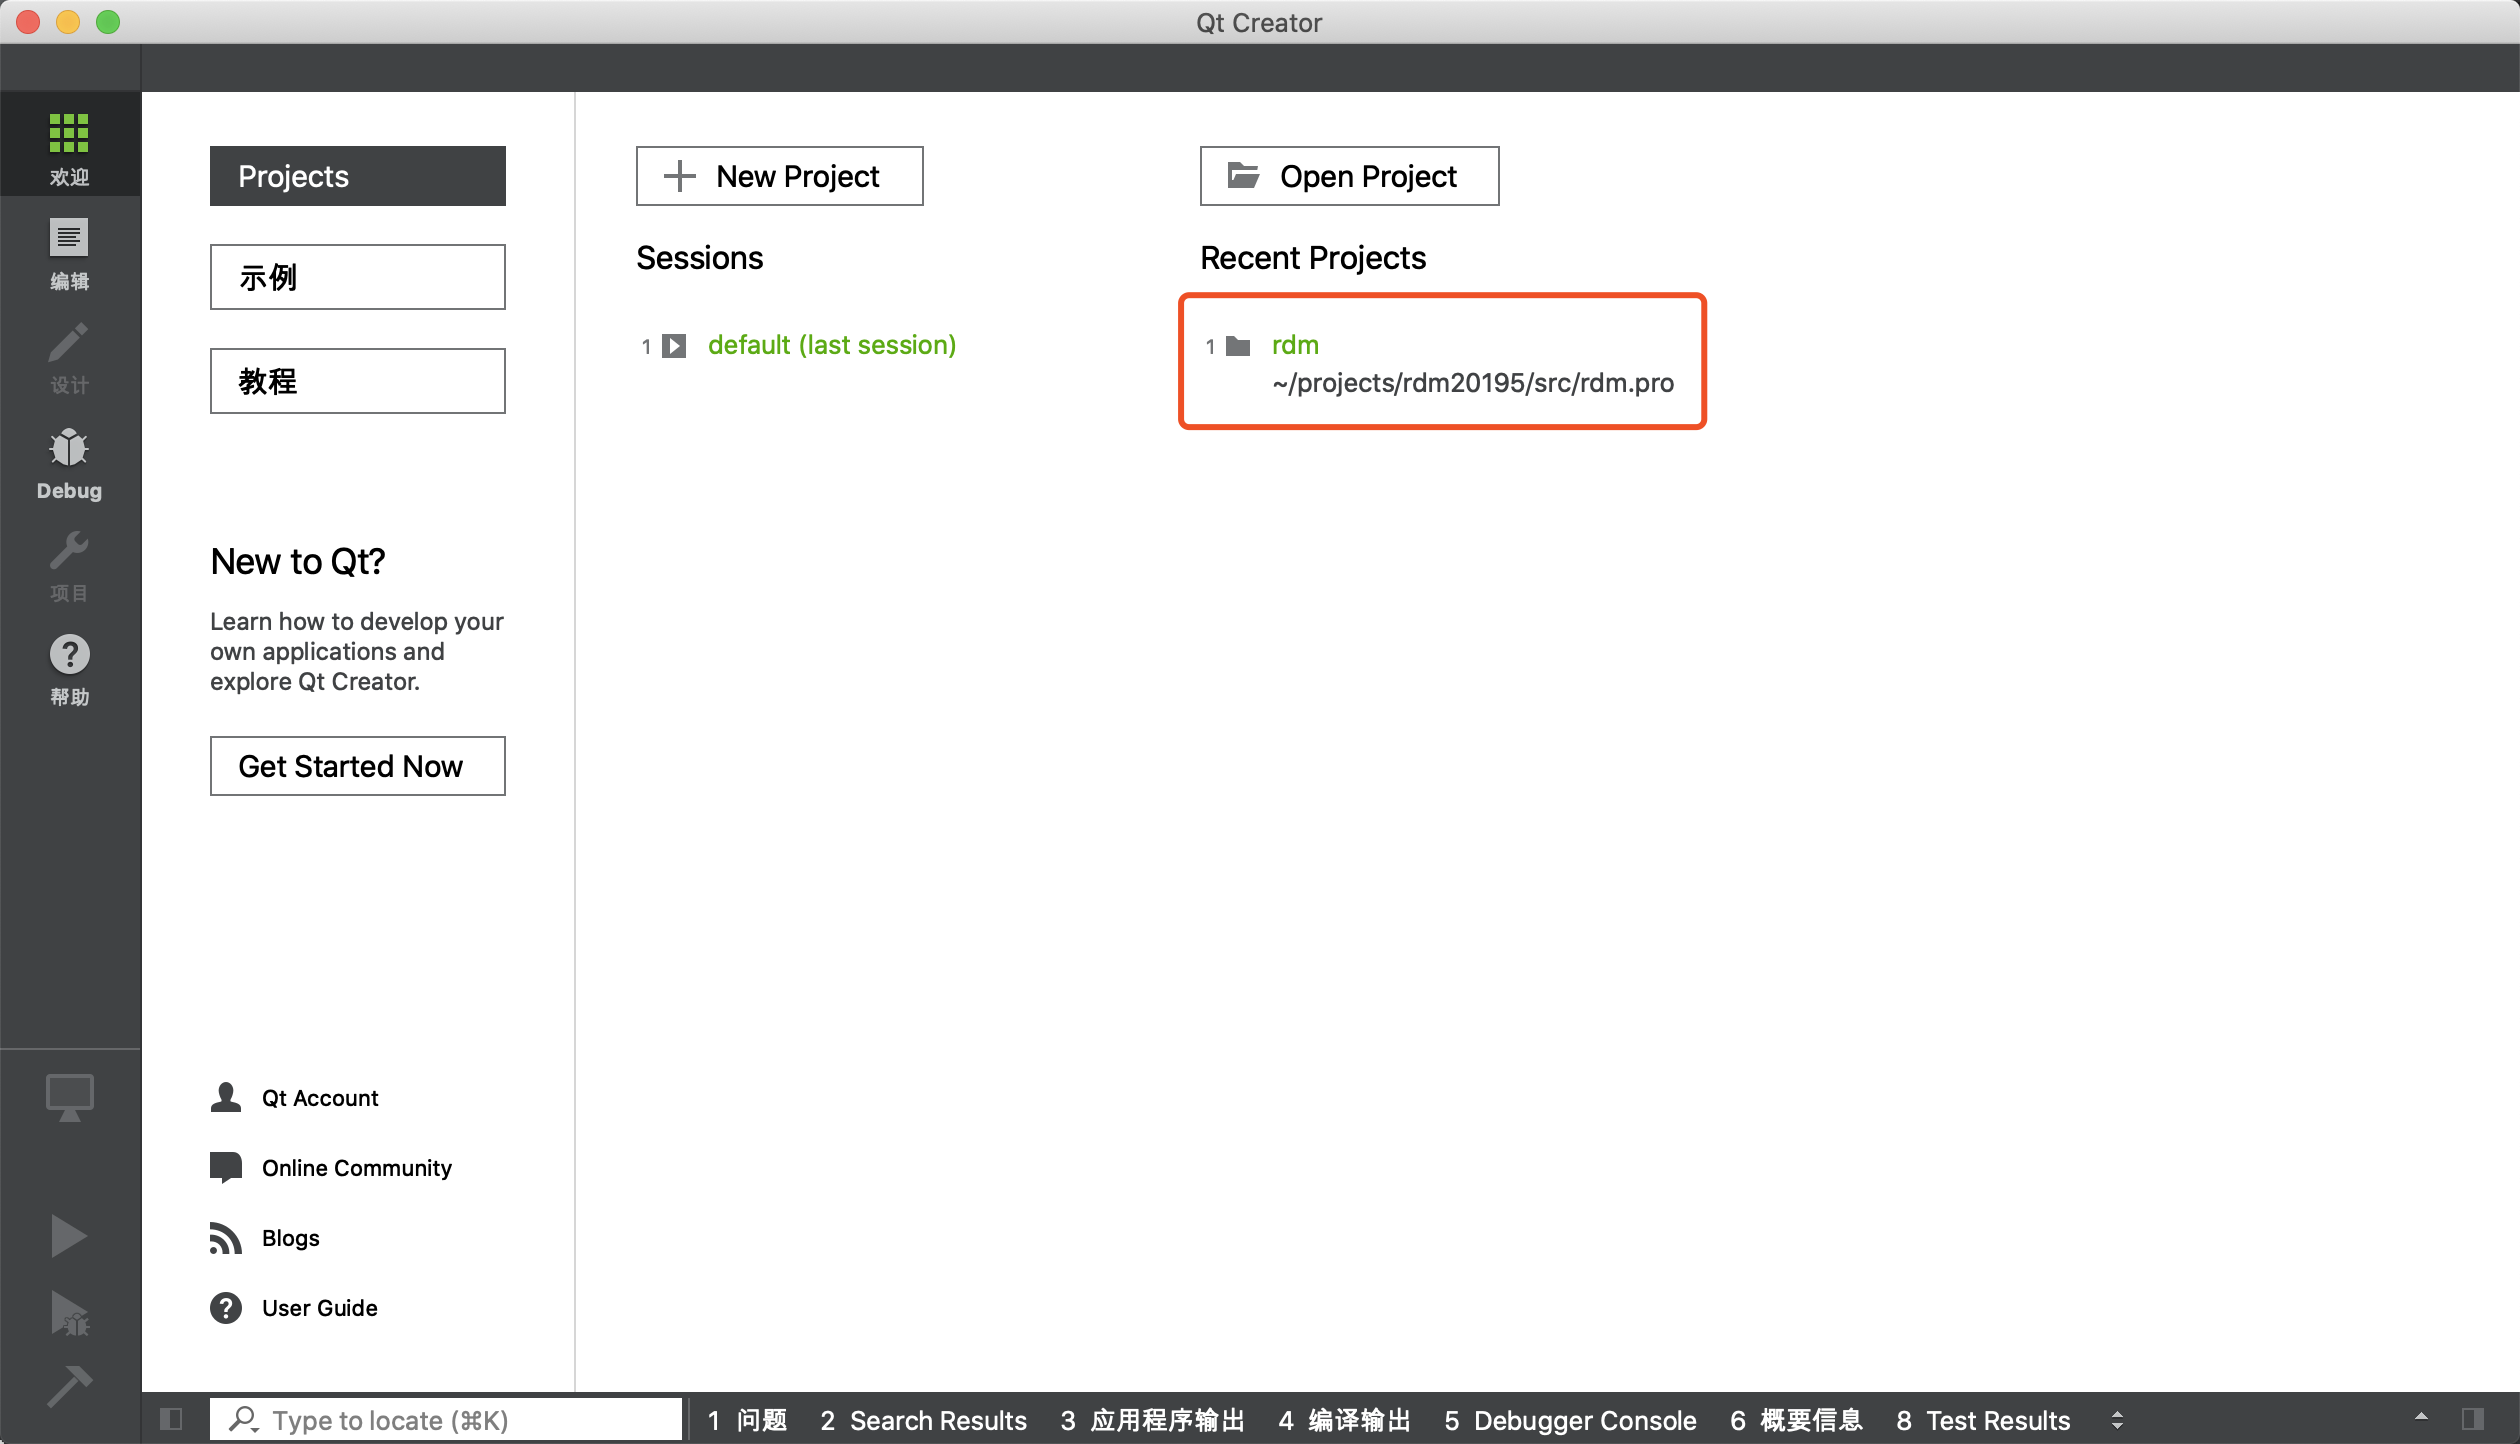 Qt Creator
欢迎
编辑
设计
Debug
项目
帮助
Projects
示例
教程
New to Qt?
Learn how to develop your
own applications and
explore Qt Creator.
Get Started Now
Qt Account
Online Community
Blogs
User Guide
New Project
Sessions
1 default (last session)
Open Project
Recent Projects
1 rdm
~/projects/rdm20195/src/rdm.pro
Type to locate (⌘K)
1 问题 2 Search Results 3 应用程序输出 4 编译输出 5 Debugger Console 6 概要信息 8 Test Results